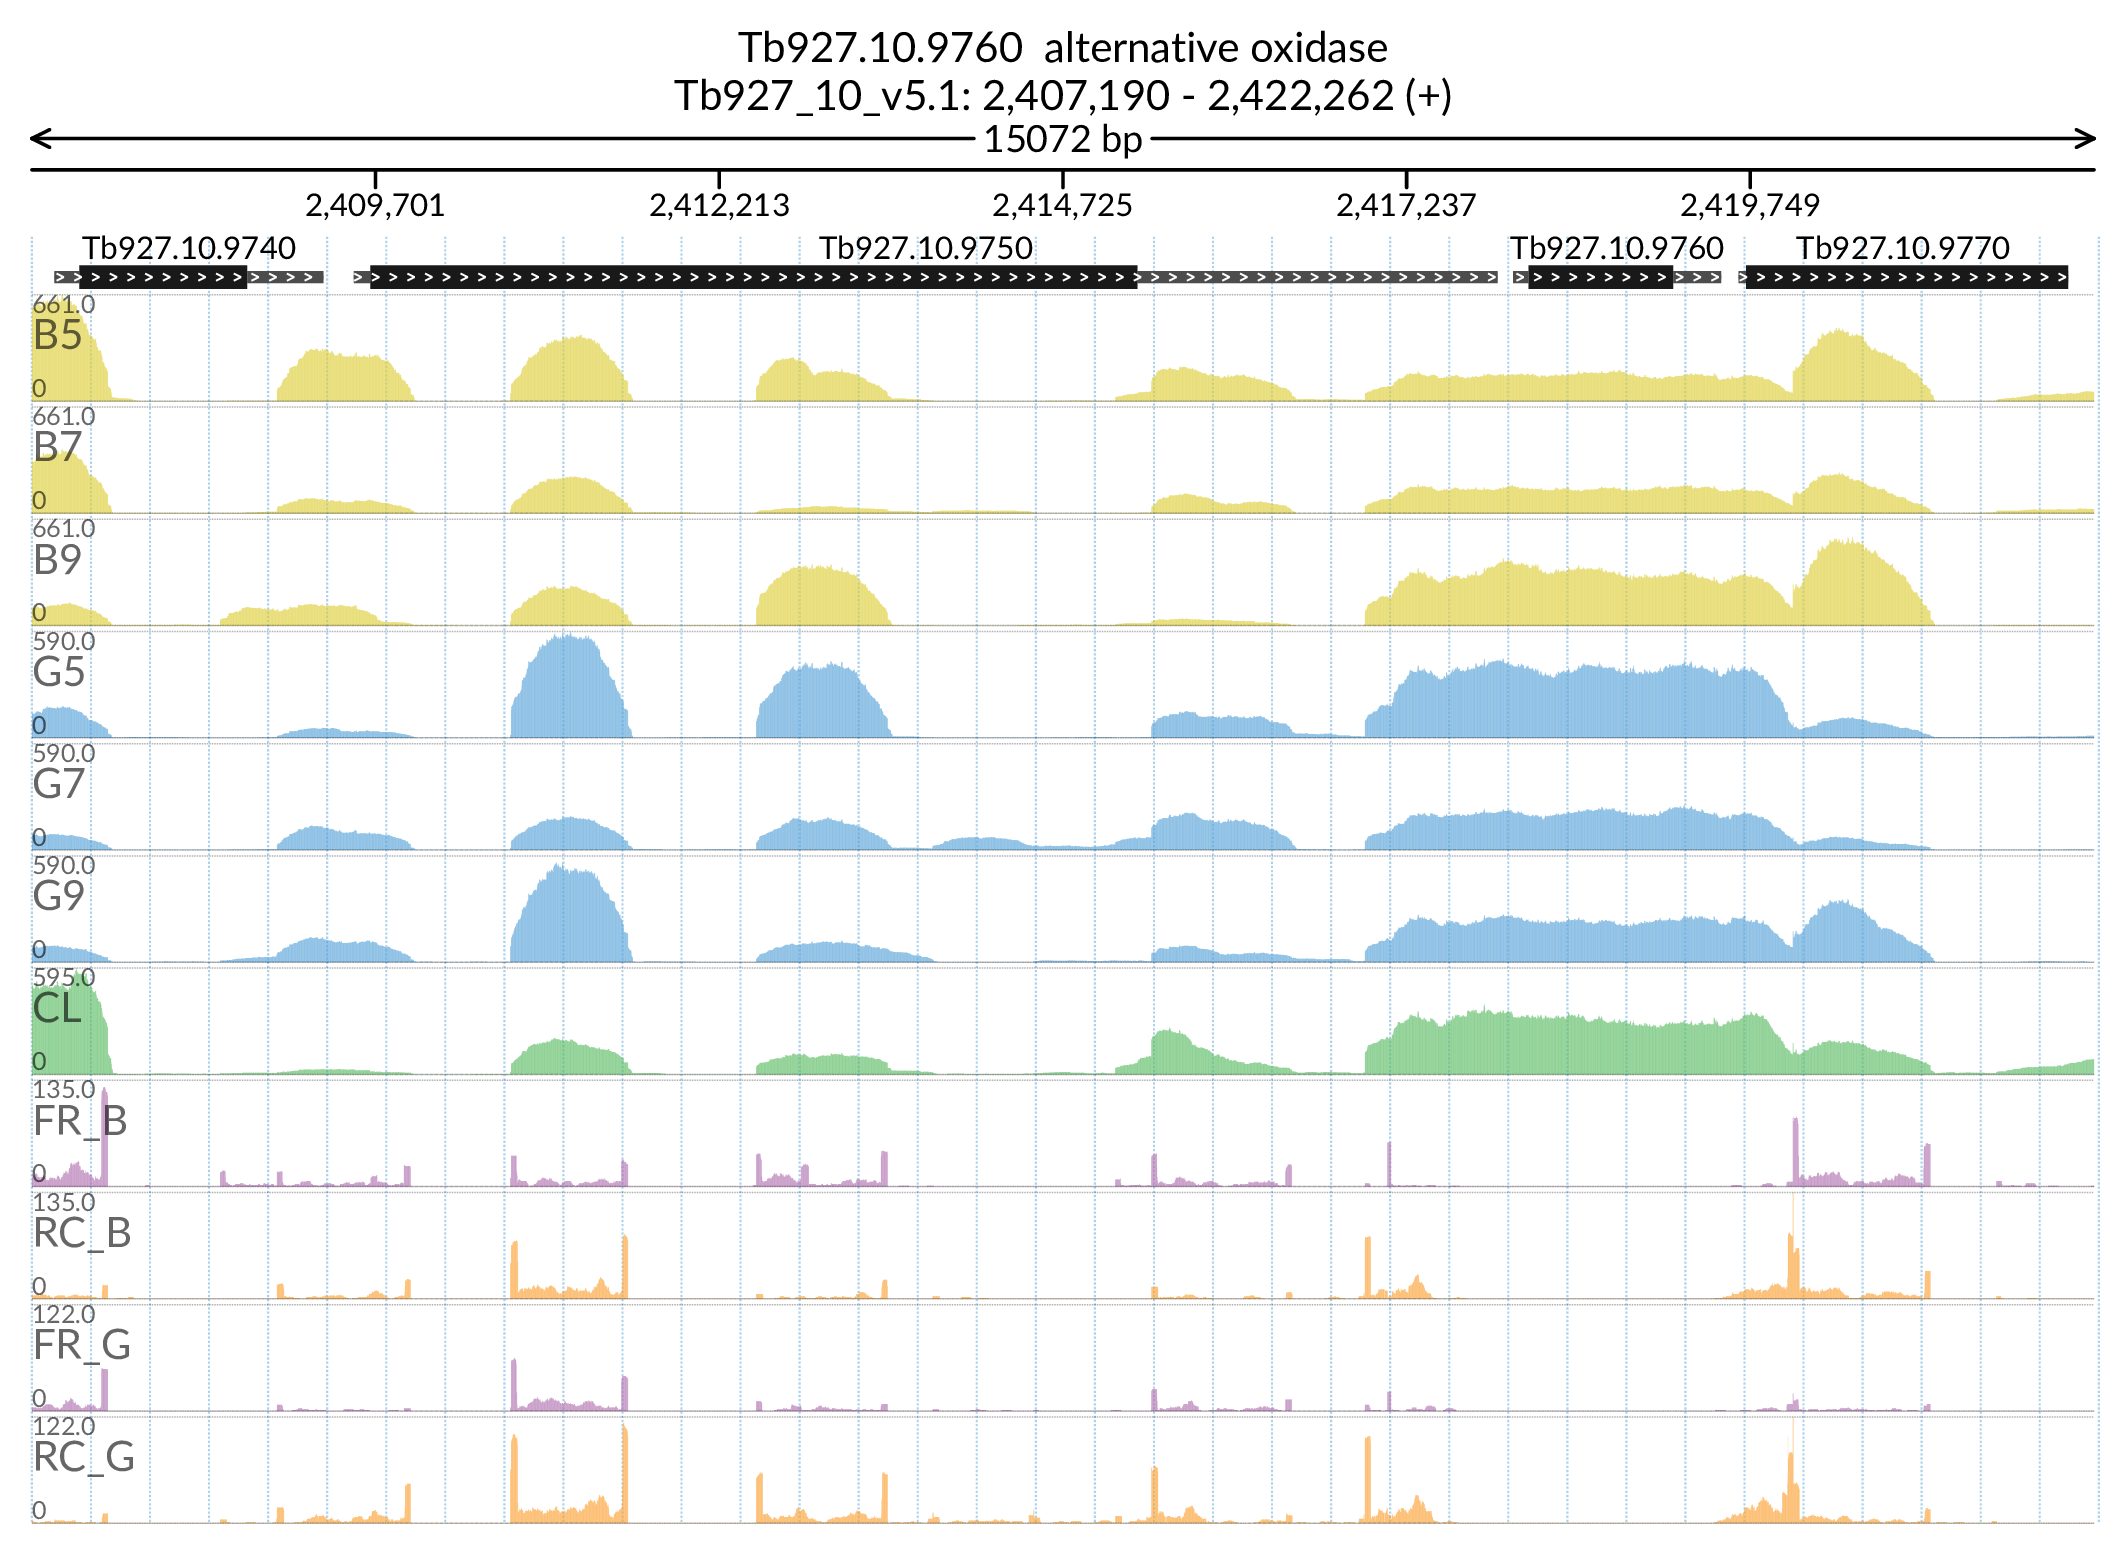 Tb927.10.9760 alternative oxidase
Tb927_10_v5.1: 2,407,190 - 2,422,262 (+)
15072 bp
2,409,701 2,412,213 2,414,725 2,417,237 2,419,749
Tb927.10.9740 Tb927.10.9750 Tb927.10.9760 Tb927.10.9770
661.0
B5
0
661.0
B7
0
661.0
B9
0
590.0
G5
0
590.0
G7
0
590.0
G9
0
595.0
CL
0
135.0
FR_B
0
135.0
RC_B
0
122.0
FR_G
0
122.0
RC_G
0